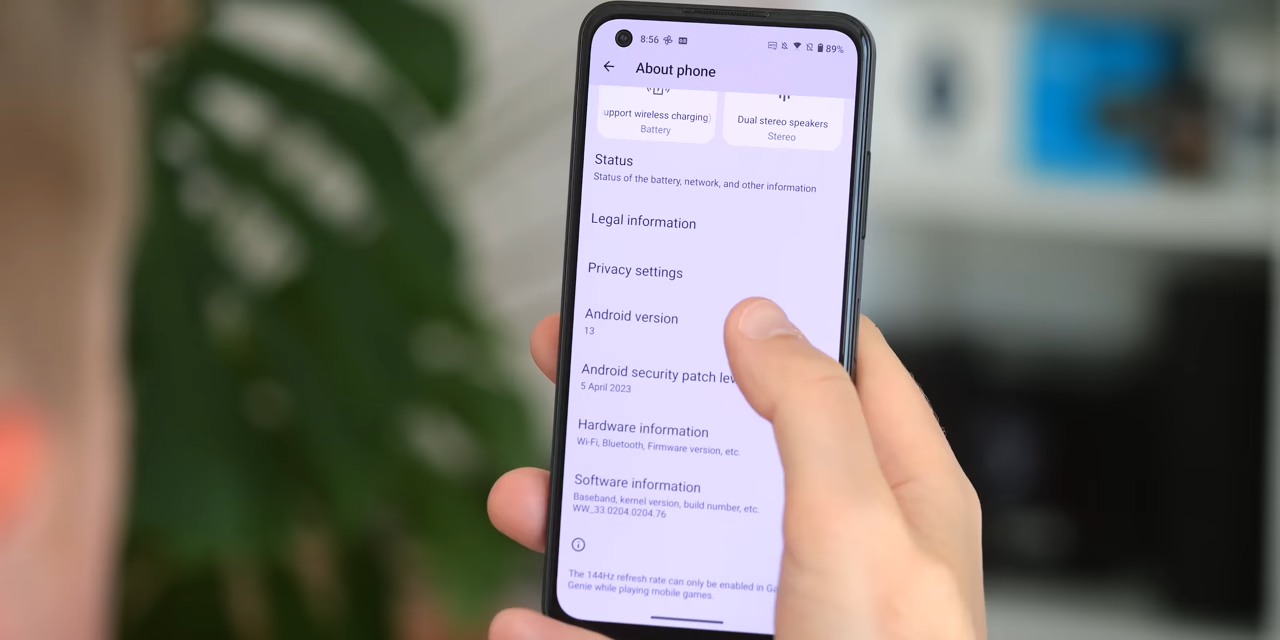 8:56
89%
About phone
upport wireless charging)
Battery
Dual stereo speakers
Stereo
Status
Status of the battery, network, and other information
Legal information
Privacy settings
Android version
13
Android security patch
5 April 2023
Hardware information
Wi-Fi, Bluetooth, Firmware version, etc.
Software information
Baseband, kernel version, build number, etc.
WW_33.0204.0204.76
The 144Hz refresh rate can only be enabled in
Genie while playing mobile games.